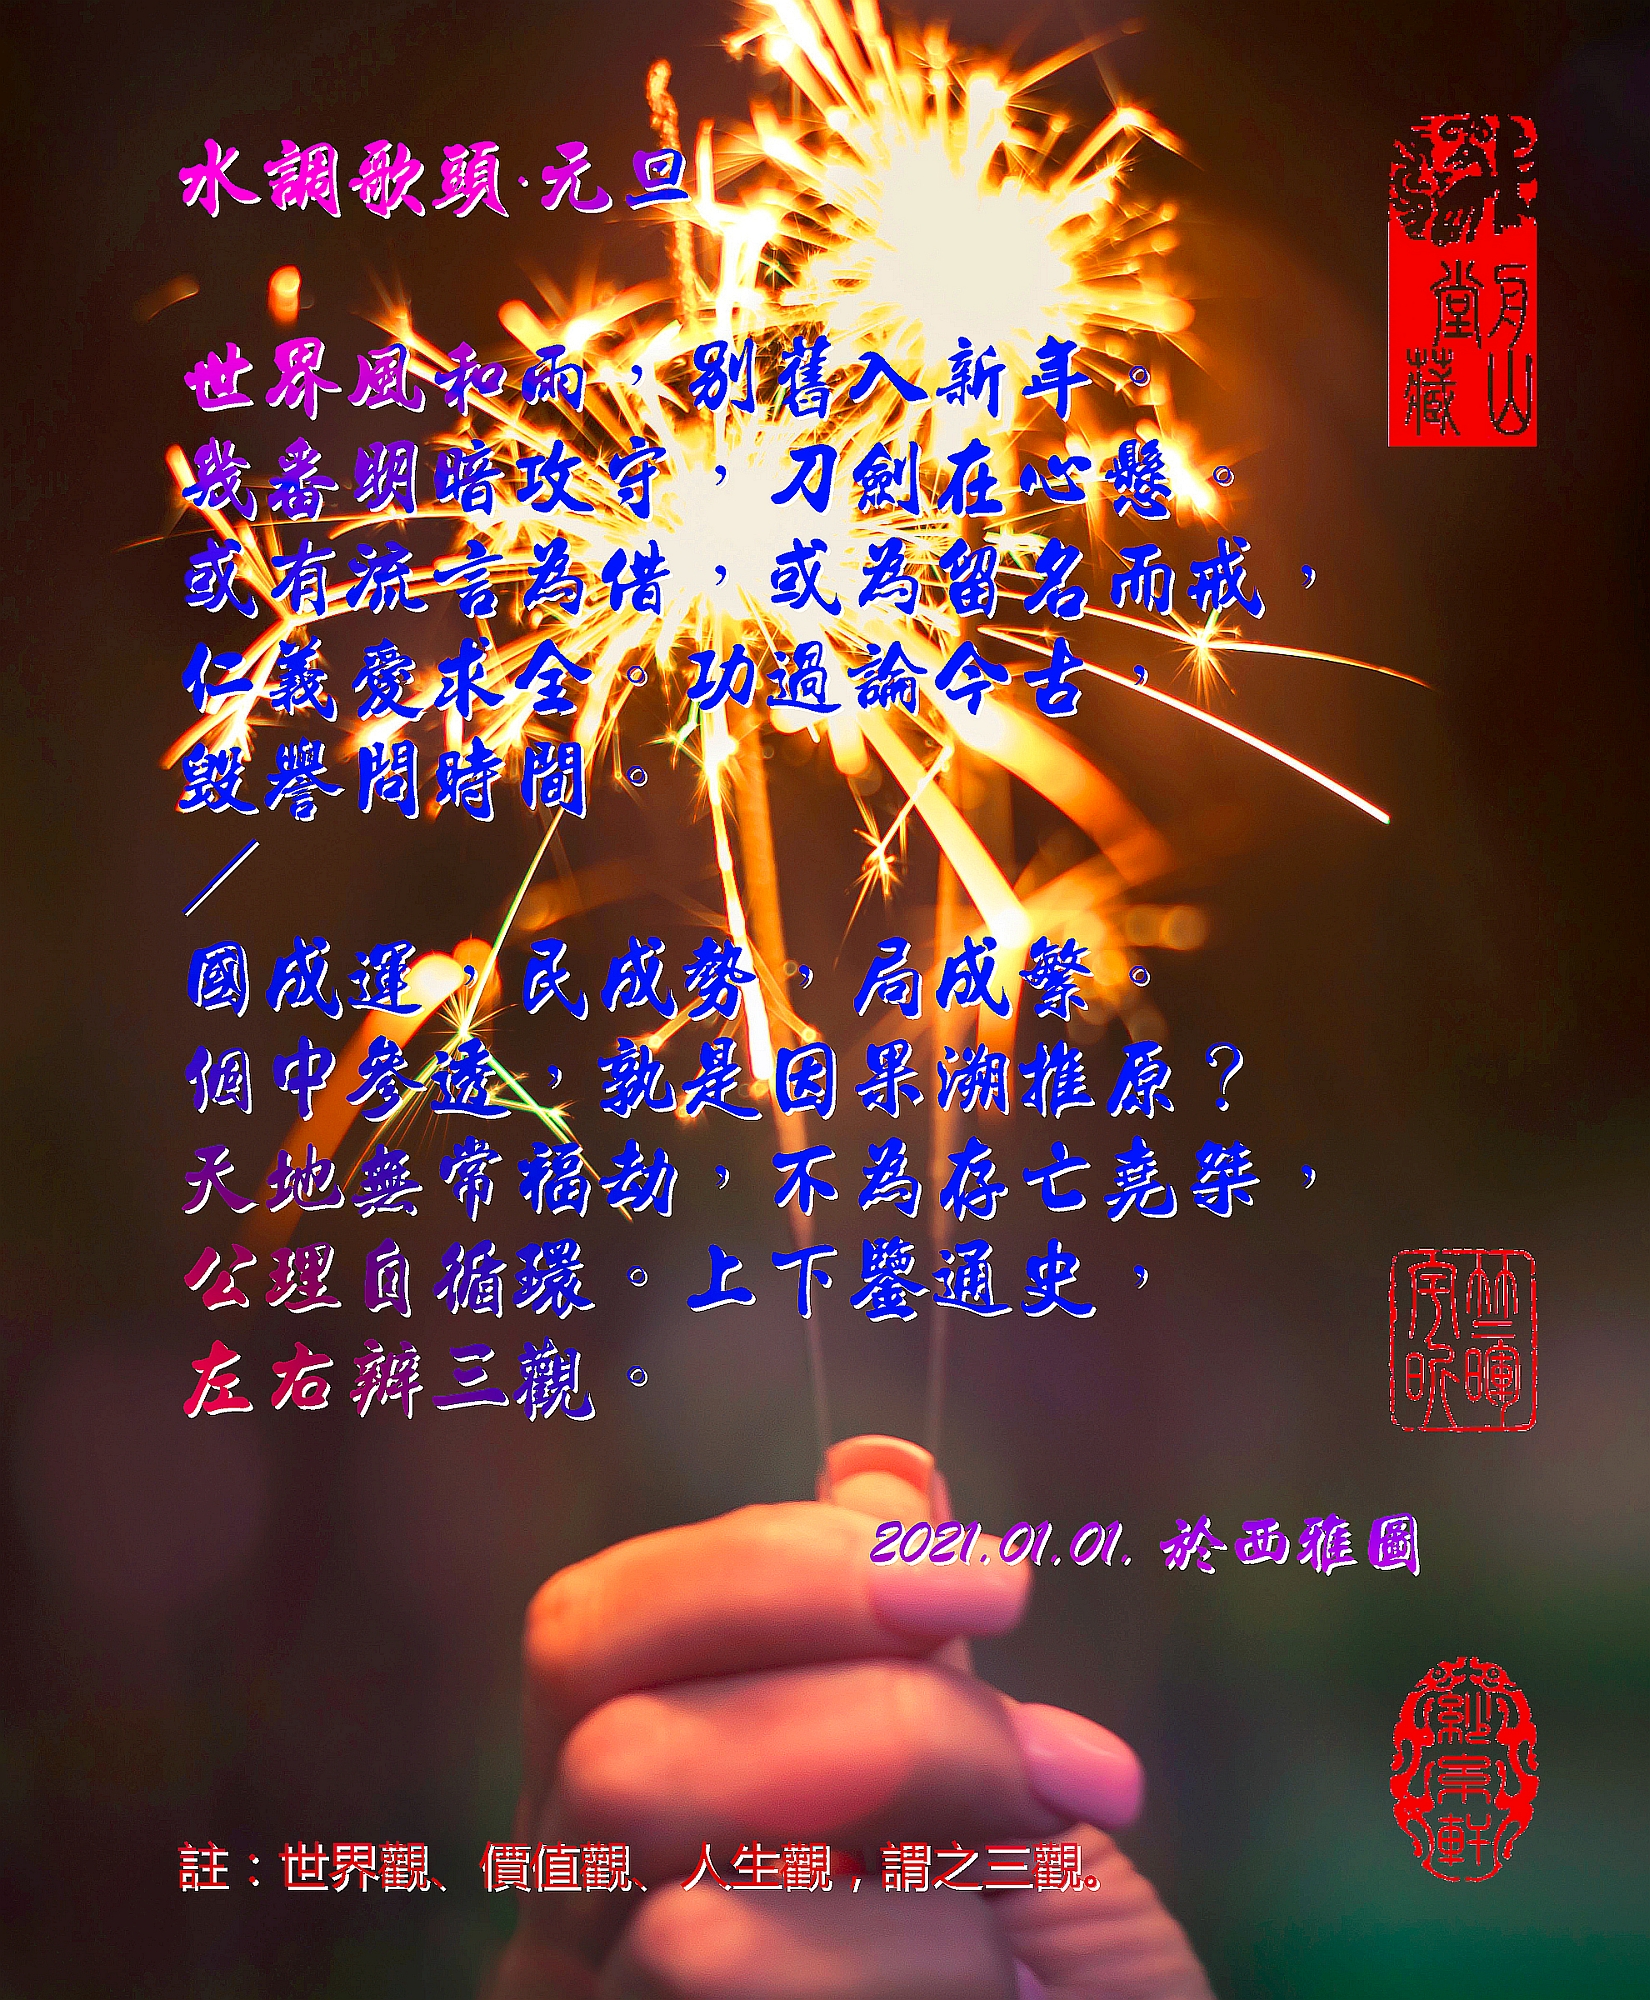 水調歌頭·元旦
世界風和雨，別舊入新年。
幾番明暗攻守，刀劍在心懸。
或有流言為借，或為留名而戒，
仁義愛求全。功過論今古，
毀譽問時間。
／
國成運，民成勢，局成繁。
個中參透，孰是因果溯推原？
天地無常福劫，不為存亡堯桀，
公理自循環。上下鑒通史，
左右辨三觀。
2021.01.01. 於西雅圖
註：世界觀、價值觀、人生觀，謂之三觀。
月山
堂藏